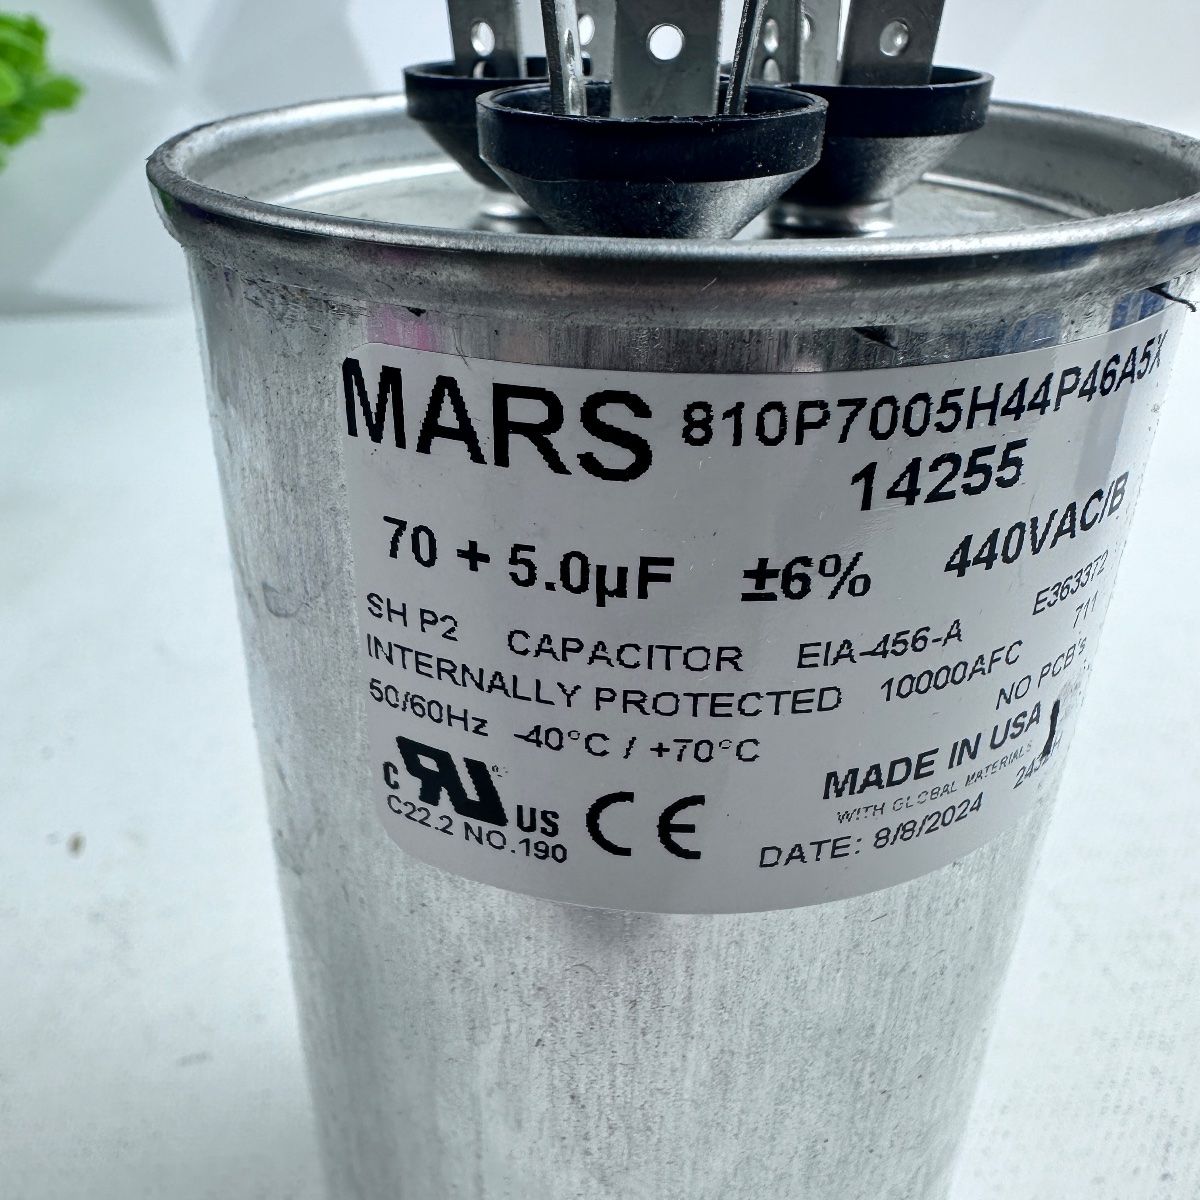 MARS 810P7005H44P46A5X
14255
70 + 5.0µF ±6% 440VAC/B
SH P2 CAPACITOR EIA-456-A E363372
INTERNALLY PROTECTED 10000AFC 711
50/60Hz -40°C / +70°C NO PCB's
MADE IN USA
WITH GLOBAL MATERIALS
c RU US CE
C22.2 NO.190
DATE: 8/8/2024